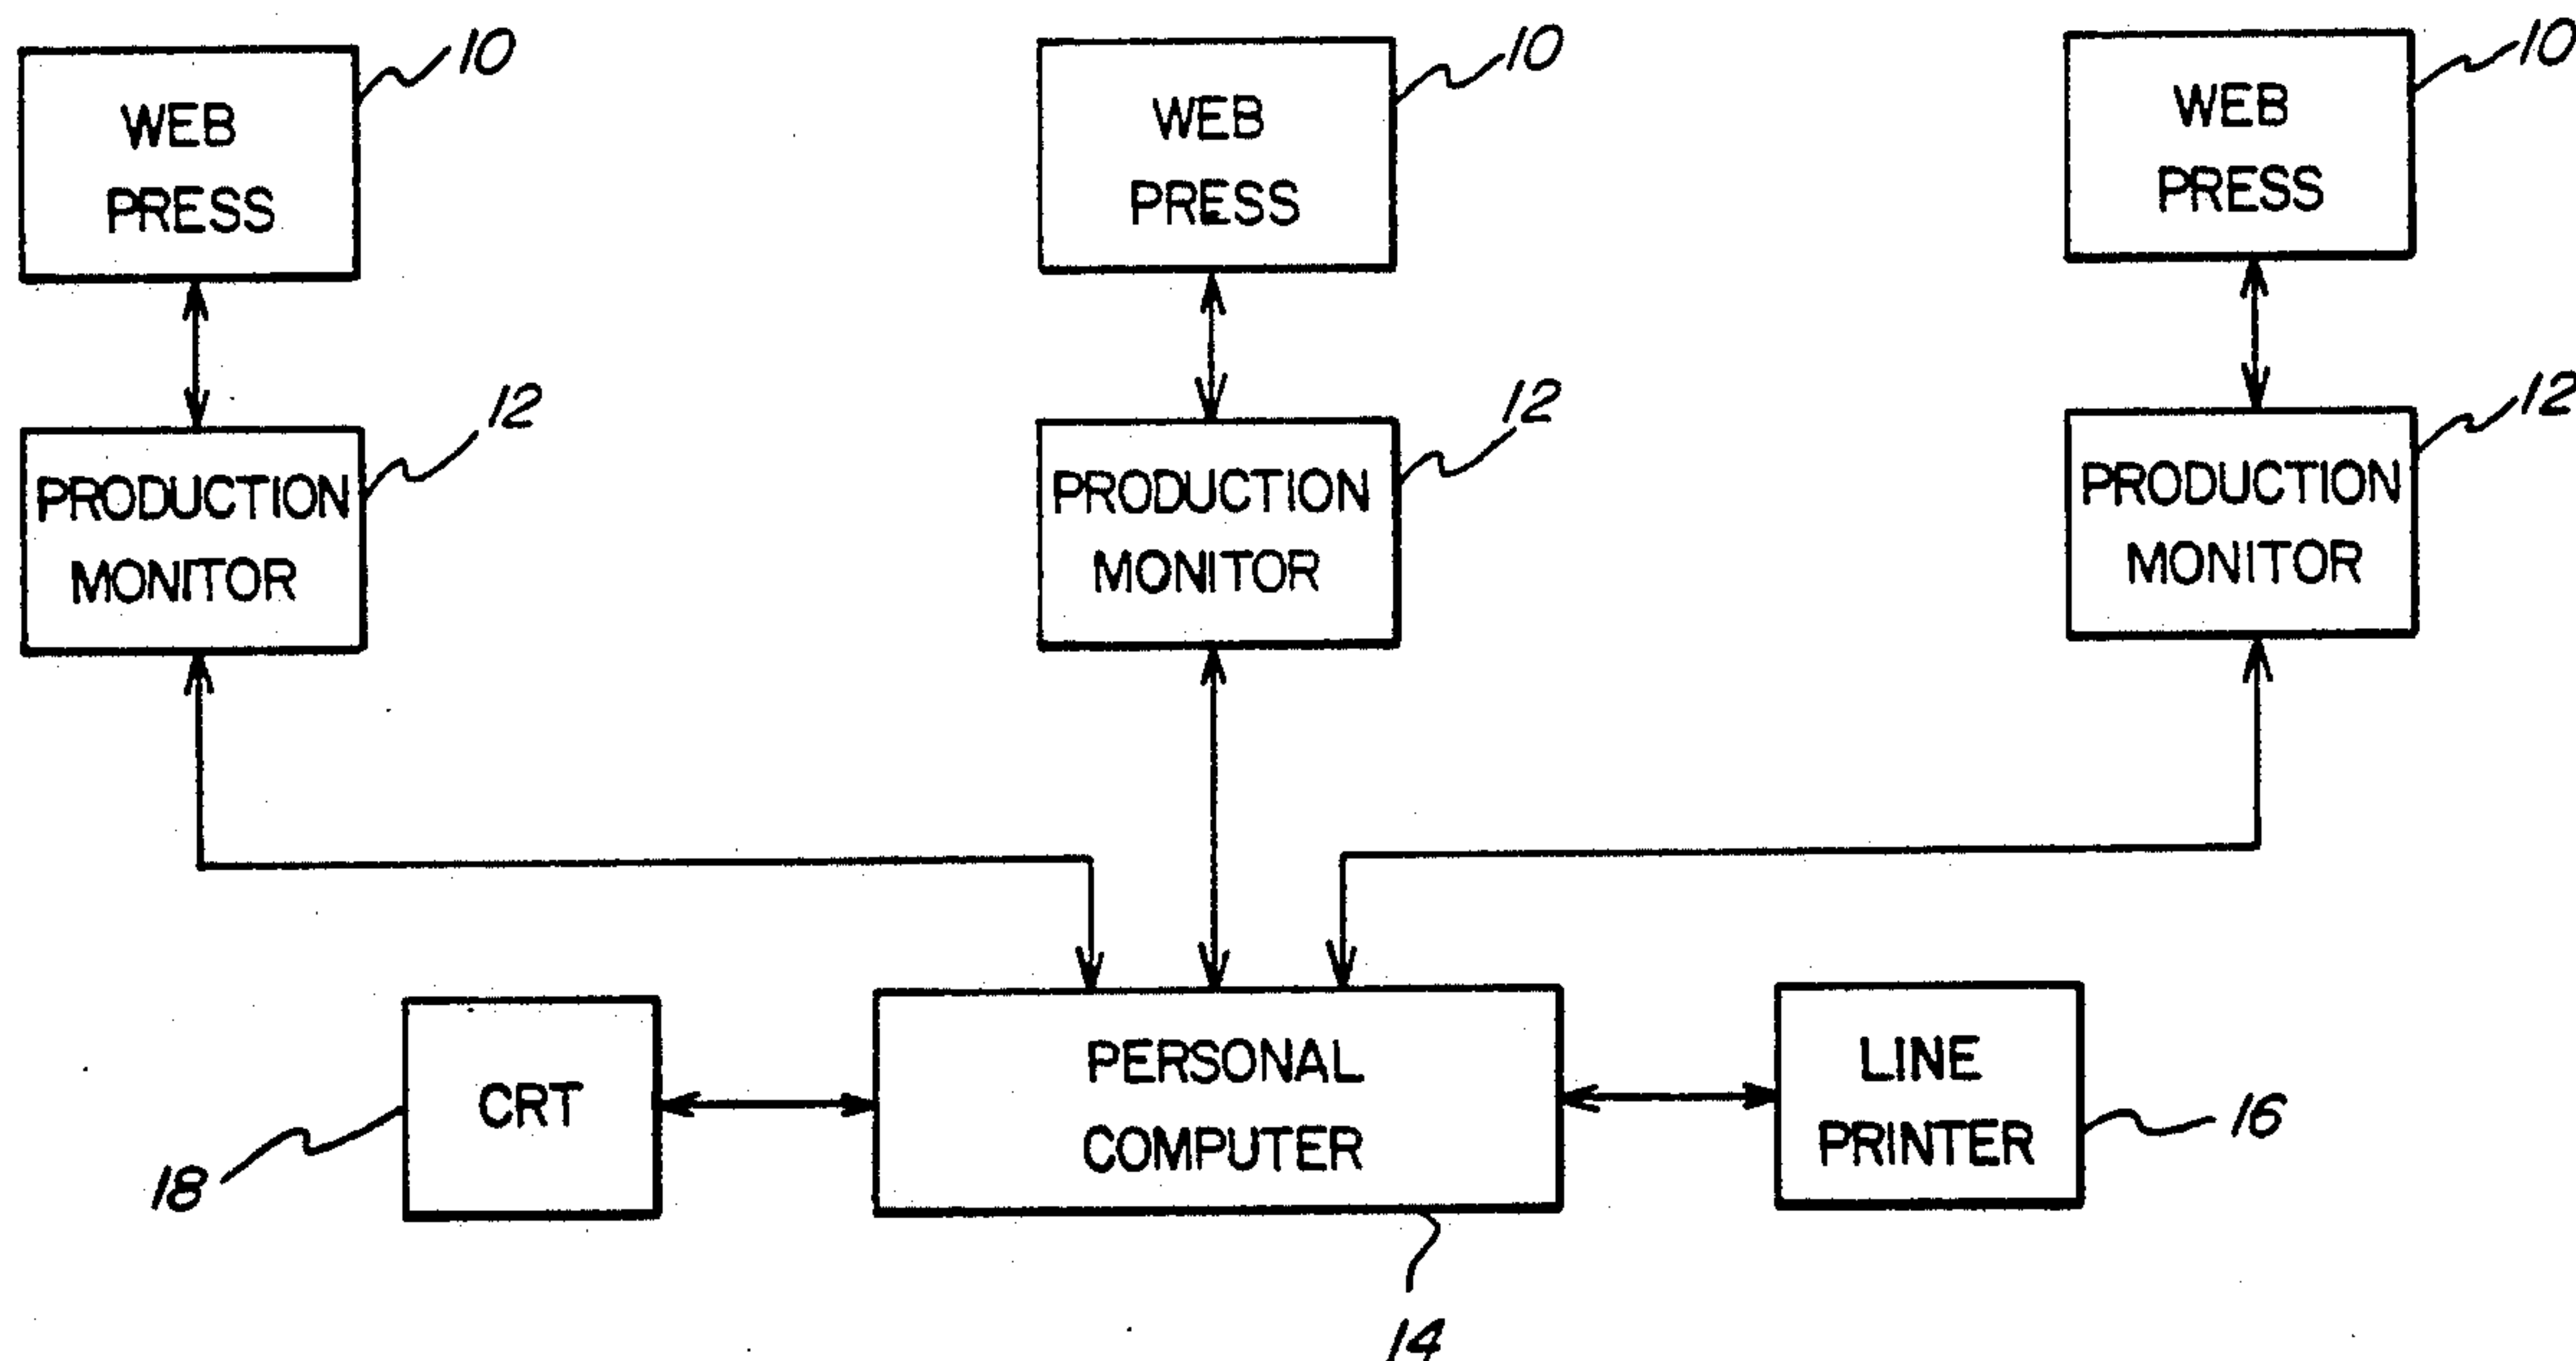 10
WEB
PRESS
10
WEB
PRESS
10
WEB
PRESS
12
PRODUCTION
MONITOR
12
PRODUCTION
MONITOR
12
PRODUCTION
MONITOR
18
CRT
PERSONAL
COMPUTER
14
LINE
PRINTER
16